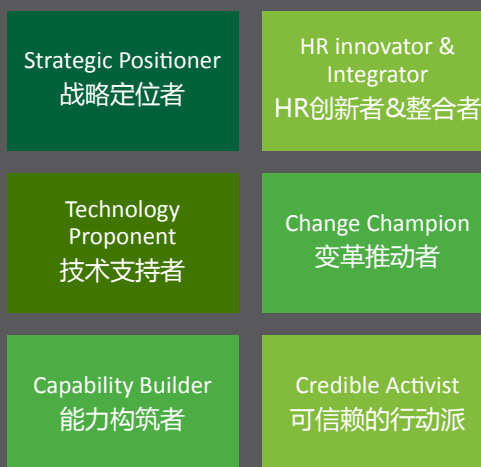 Strategic Positioner
战略定位者
HR innovator &
Integrator
HR创新者&整合者
Technology
Proponent
技术支持者
Change Champion
变革推动者
Capability Builder
能力构筑者
Credible Activist
可信赖的行动派